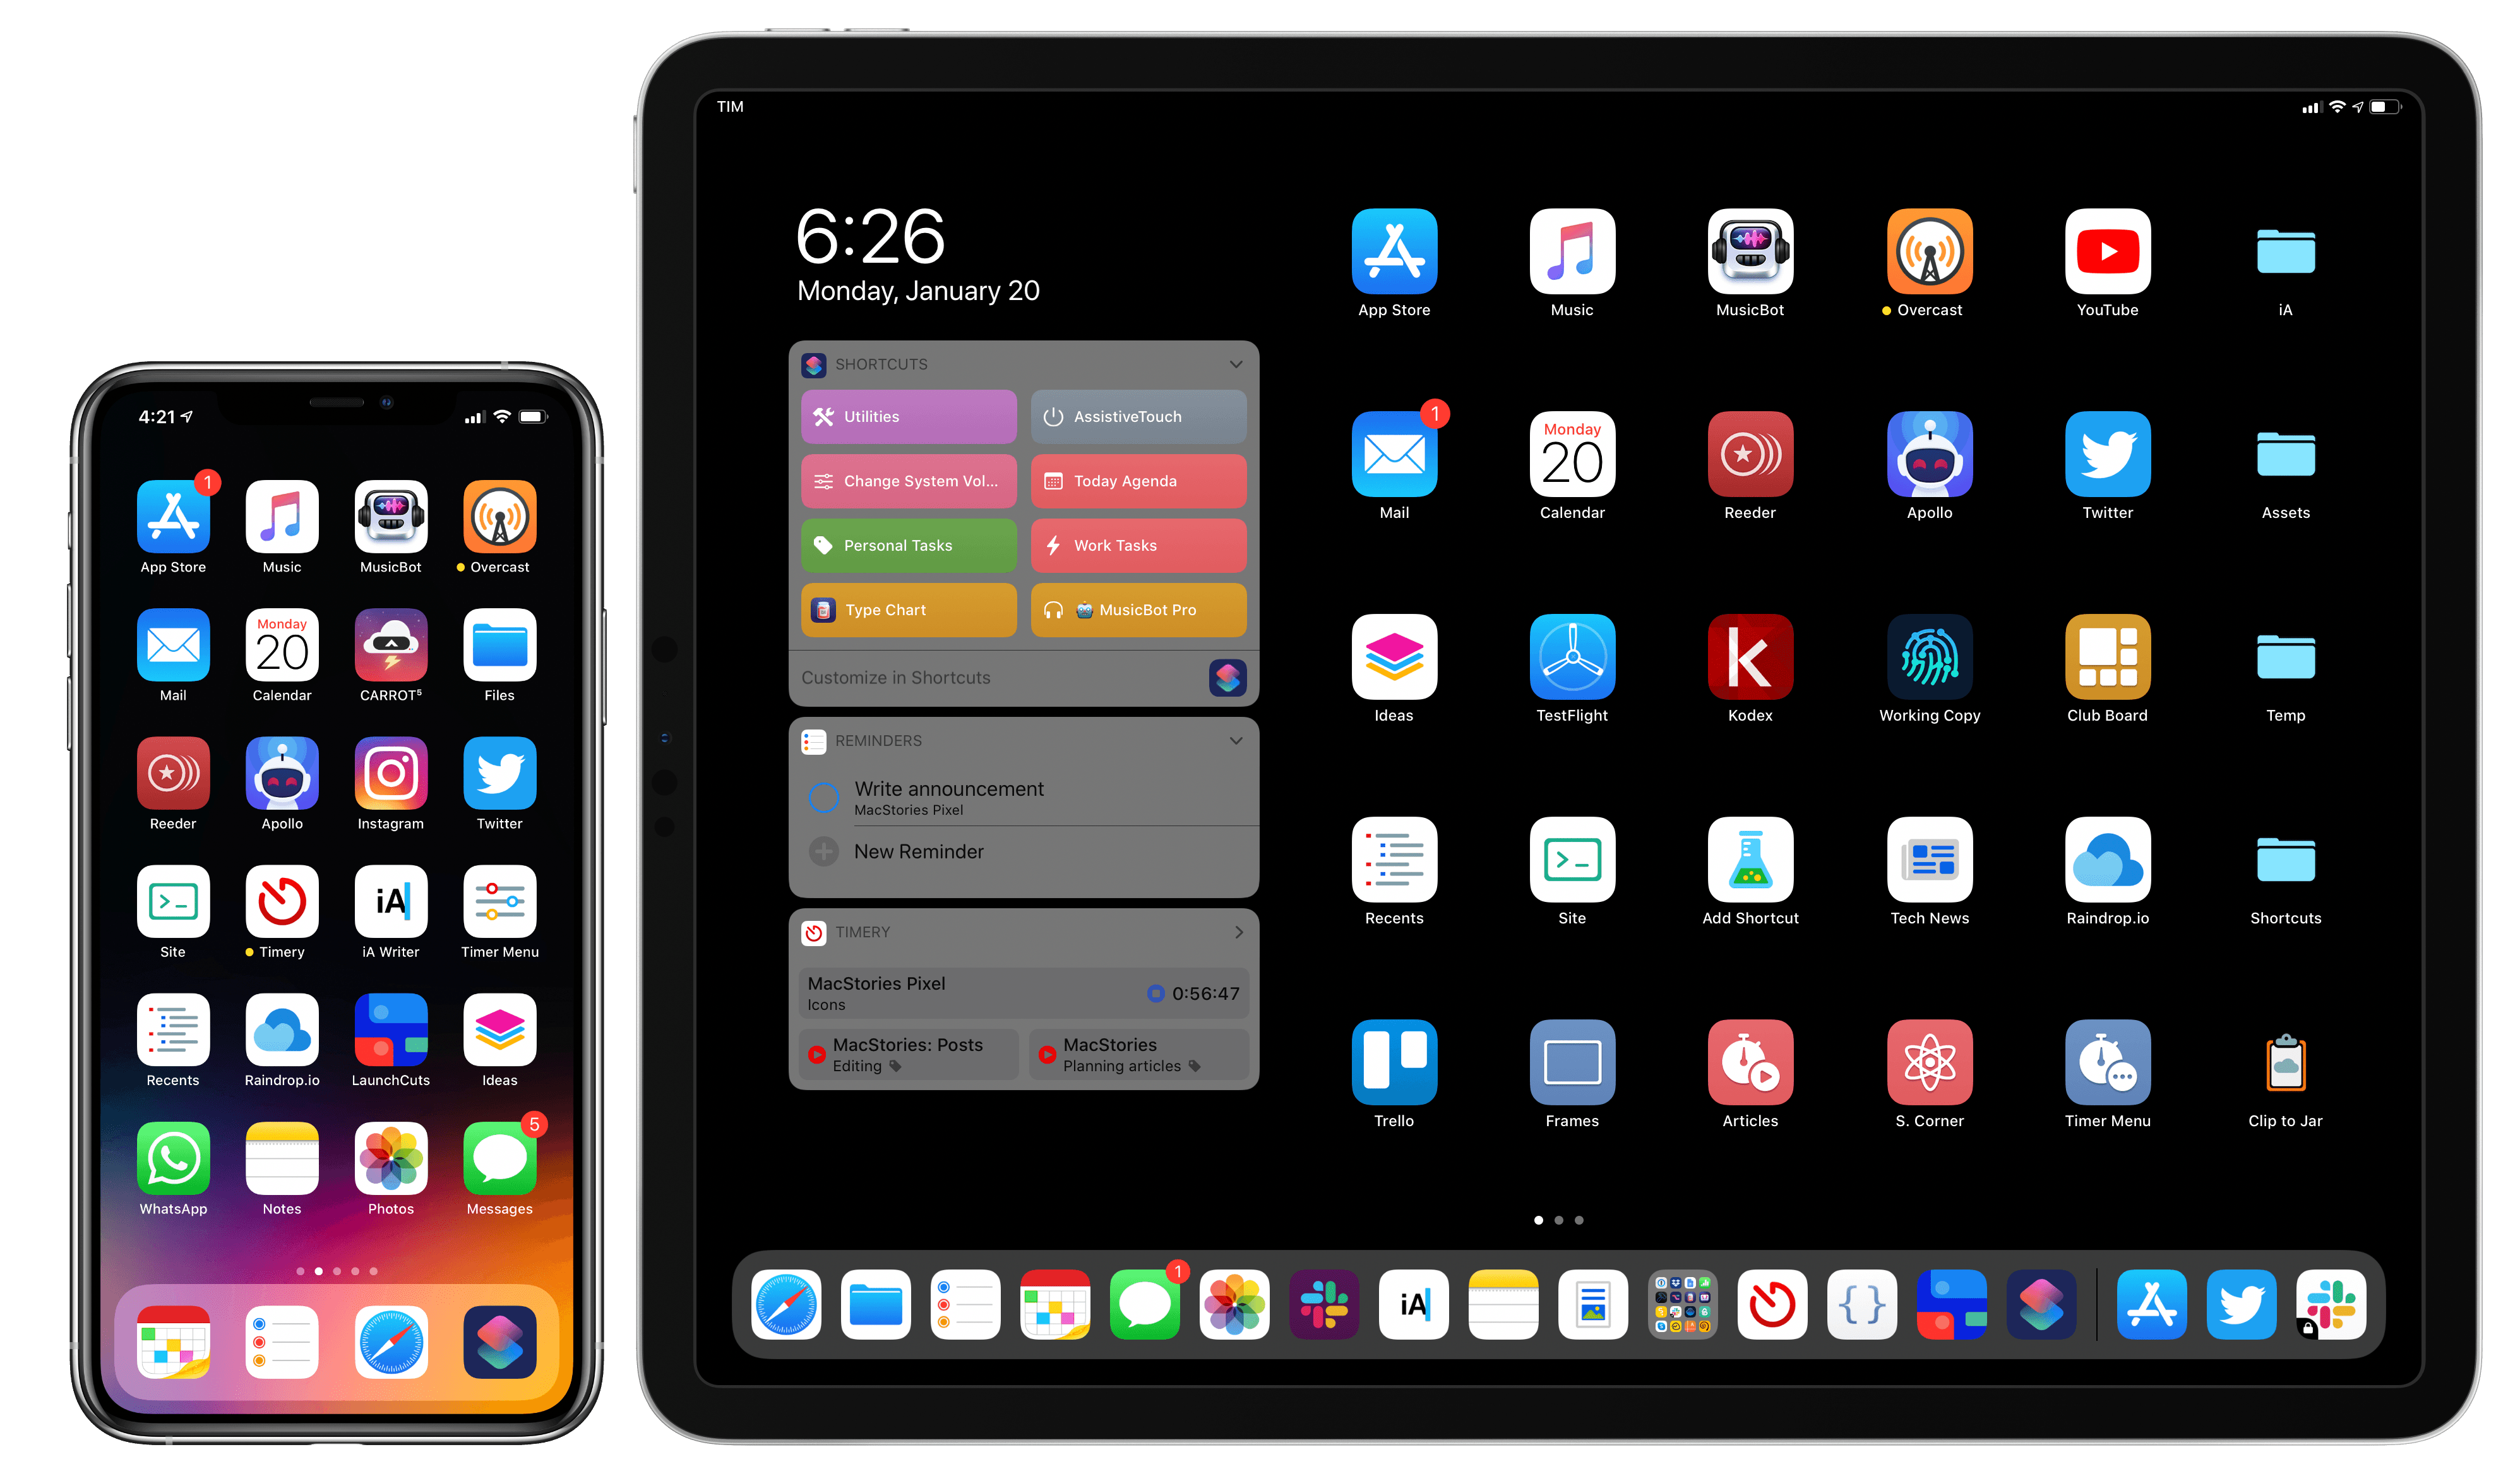 4:21
1
App Store
Music
MusicBot
Overcast
Monday
20
Mail
Calendar
CARROT⁵
Files
Reeder
Apollo
Instagram
Twitter
>_
iA
Site
Timery
iA Writer
Timer Menu
Recents
Raindrop.io
LaunchCuts
Ideas
5
WhatsApp
Notes
Photos
Messages
TIM
6:26
Monday, January 20
SHORTCUTS
Utilities
AssistiveTouch
Change System Vol...
Today Agenda
Personal Tasks
Work Tasks
Type Chart
MusicBot Pro
Customize in Shortcuts
REMINDERS
Write announcement
MacStories Pixel
New Reminder
TIMERY
MacStories Pixel
Icons
0:56:47
MacStories: Posts
Editing
MacStories
Planning articles
App Store
Music
MusicBot
Overcast
YouTube
iA
1
Monday
20
Mail
Calendar
Reeder
Apollo
Twitter
Assets
k
Ideas
TestFlight
Kodex
Working Copy
Club Board
Temp
>_
Recents
Site
Add Shortcut
Tech News
Raindrop.io
Shortcuts
Trello
Frames
Articles
S. Corner
Timer Menu
Clip to Jar
1
iA
{ }